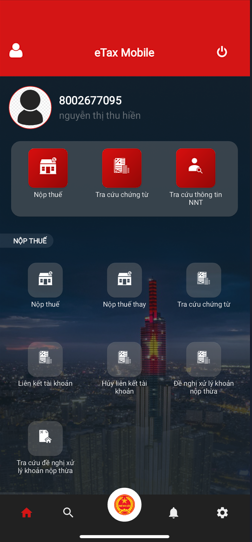 eTax Mobile
8002677095
nguyễn thị thu hiền
Nộp thuế
Tra cứu chứng từ
Tra cứu thông tin
NNT
NỘP THUẾ
Nộp thuế
Nộp thuế thay
Tra cứu chứng từ
Liên kết tài khoản
Hủy liên kết tài
khoản
Đề nghị xử lý khoản
nộp thừa
Tra cứu đề nghị xử
lý khoản nộp thừa